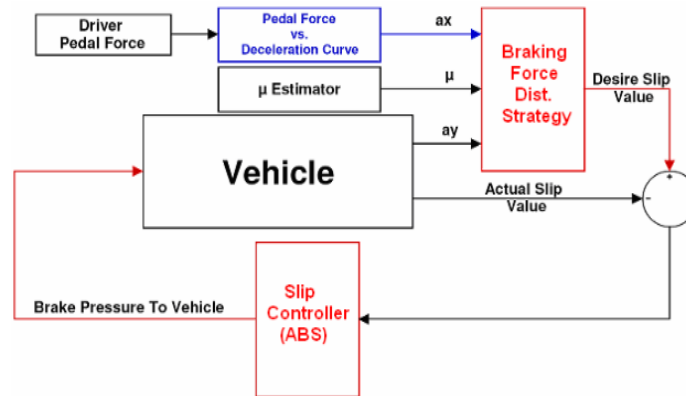 Driver
Pedal Force
Pedal Force
vs.
Deceleration Curve
ax
μ Estimator
μ
ay
Braking
Force
Dist.
Strategy
Desire Slip
Value
Vehicle
Actual Slip
Value
+
-
Slip
Controller
(ABS)
Brake Pressure To Vehicle